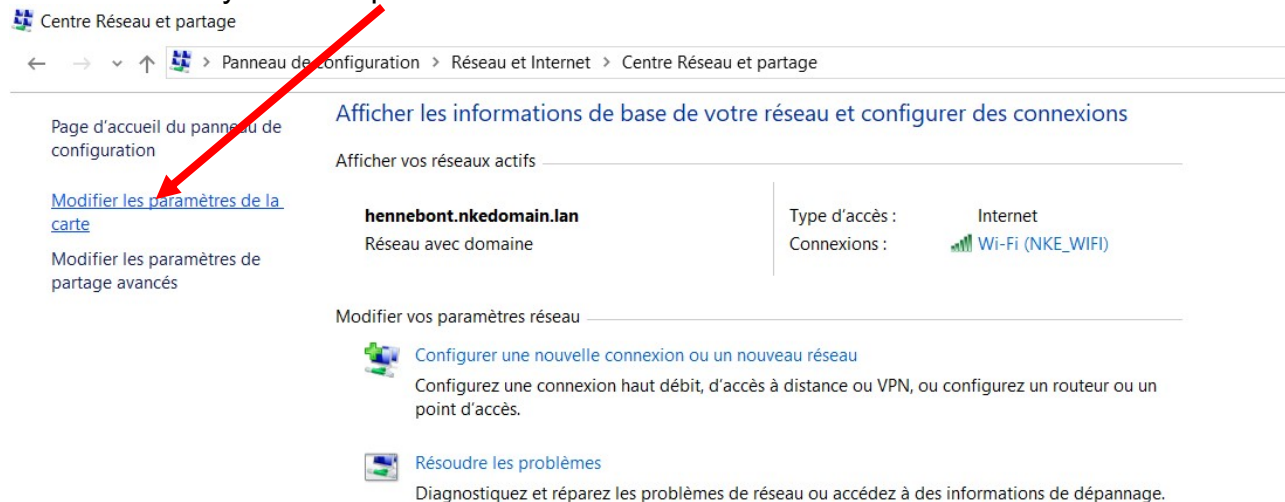 Centre Réseau et partage
Panneau de configuration > Réseau et Internet > Centre Réseau et partage
Page d'accueil du panneau de
configuration
Modifier les paramètres de la
carte
Modifier les paramètres de
partage avancés
Afficher les informations de base de votre réseau et configurer des connexions
Afficher vos réseaux actifs
hennebont.nkedomain.lan
Réseau avec domaine
Type d'accès : Internet
Connexions : Wi-Fi (NKE_WIFI)
Modifier vos paramètres réseau
Configurer une nouvelle connexion ou un nouveau réseau
Configurez une connexion haut débit, d'accès à distance ou VPN, ou configurez un routeur ou un
point d'accès.
Résoudre les problèmes
Diagnostiquez et réparez les problèmes de réseau ou accédez à des informations de dépannage.